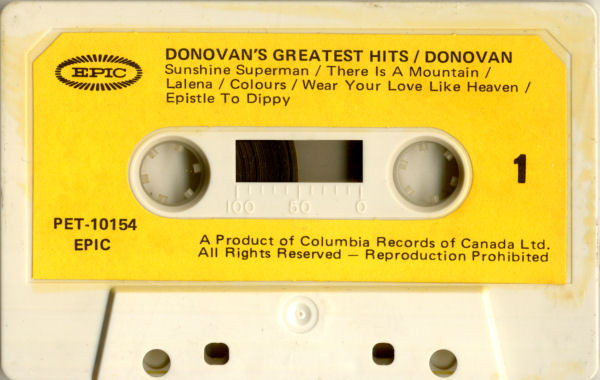 EPIC
DONOVAN'S GREATEST HITS / DONOVAN
Sunshine Superman / There Is A Mountain /
Lalena / Colours / Wear Your Love Like Heaven /
Epistle To Dippy
1
100 50 0
PET-10154
EPIC
A Product of Columbia Records of Canada Ltd.
All Rights Reserved — Reproduction Prohibited